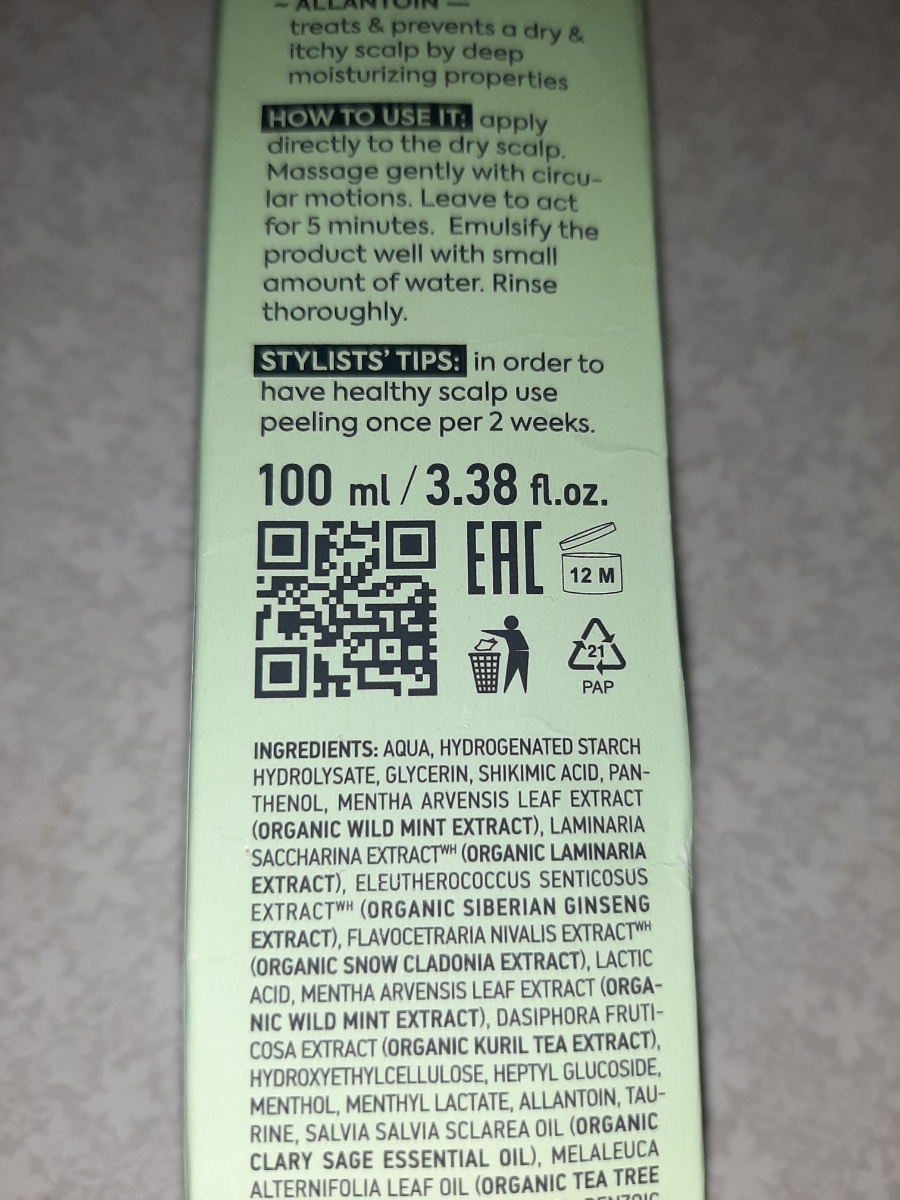 – ALLANTOIN —
treats & prevents a dry &
itchy scalp by deep
moisturizing properties
HOW TO USE IT: apply
directly to the dry scalp.
Massage gently with circu-
lar motions. Leave to act
for 5 minutes. Emulsify the
product well with small
amount of water. Rinse
thoroughly.
STYLISTS' TIPS: in order to
have healthy scalp use
peeling once per 2 weeks.
100 ml / 3.38 fl.oz.
EAC
12 M
21
PAP
INGREDIENTS: AQUA, HYDROGENATED STARCH
HYDROLYSATE, GLYCERIN, SHIKIMIC ACID, PAN-
THENOL, MENTHA ARVENSIS LEAF EXTRACT
(ORGANIC WILD MINT EXTRACT), LAMINARIA
SACCHARINA EXTRACTᵂᴴ (ORGANIC LAMINARIA
EXTRACT), ELEUTHEROCOCCUS SENTICOSUS
EXTRACTᵂᴴ (ORGANIC SIBERIAN GINSENG
EXTRACT), FLAVOCETRARIA NIVALIS EXTRACTᵂᴴ
(ORGANIC SNOW CLADONIA EXTRACT), LACTIC
ACID, MENTHA ARVENSIS LEAF EXTRACT (ORGA-
NIC WILD MINT EXTRACT), DASIPHORA FRUTI-
COSA EXTRACT (ORGANIC KURIL TEA EXTRACT),
HYDROXYETHYLCELLULOSE, HEPTYL GLUCOSIDE,
MENTHOL, MENTHYL LACTATE, ALLANTOIN, TAU-
RINE, SALVIA SALVIA SCLAREA OIL (ORGANIC
CLARY SAGE ESSENTIAL OIL), MELALEUCA
ALTERNIFOLIA LEAF OIL (ORGANIC TEA TREE